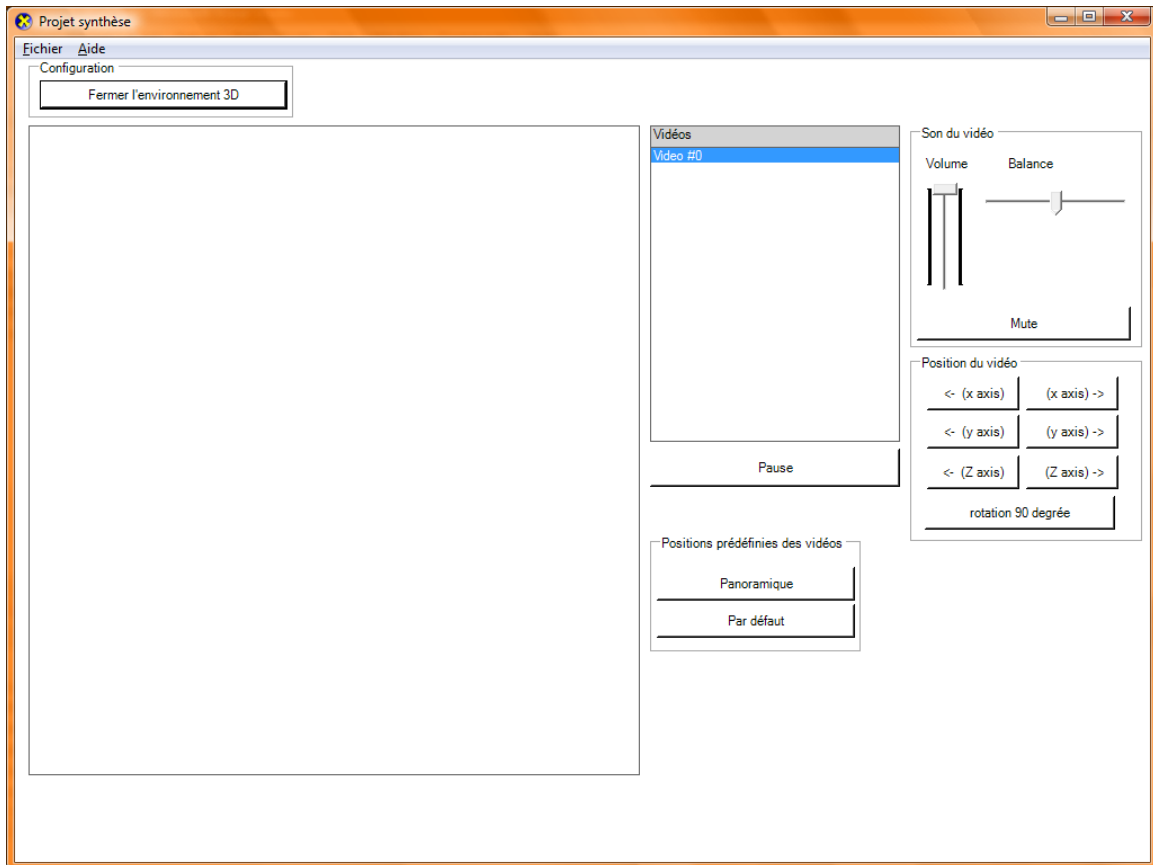 Projet synthèse
Fichier Aide
Configuration
Fermer l'environnement 3D
Vidéos
Video #0
Pause
Positions prédéfinies des vidéos
Panoramique
Par défaut
Son du vidéo
Volume Balance
Mute
Position du vidéo
<- (x axis) (x axis) ->
<- (y axis) (y axis) ->
<- (Z axis) (Z axis) ->
rotation 90 degrée